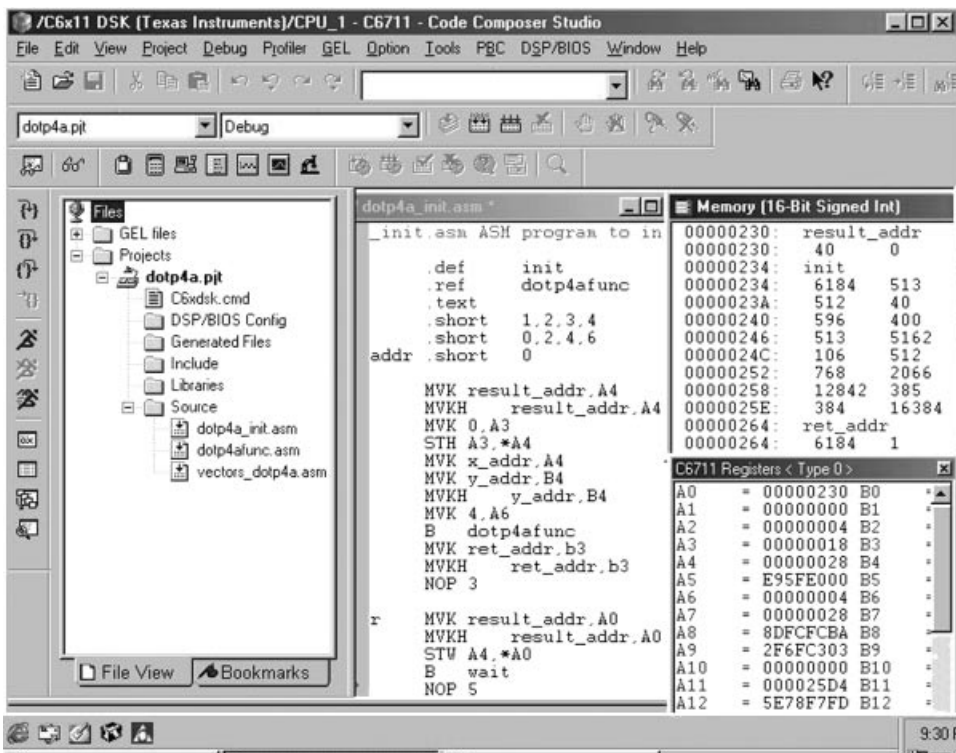 /C6x11 DSK (Texas Instruments)/CPU_1 - C6711 - Code Composer Studio
File Edit View Project Debug Profiler GEL Option Tools PBC DSP/BIOS Window Help
dotp4a.pjt Debug
Files
GEL files
Projects
dotp4a.pjt
C6xdsk.cmd
DSP/BIOS Config
Generated Files
Include
Libraries
Source
dotp4a_init.asm
dotp4afunc.asm
vectors_dotp4a.asm
File View Bookmarks
dotp4a_init.asm *
_init.asm ASM program to in
.def init
.ref dotp4afunc
.text
.short 1,2,3,4
.short 0,2,4,6
addr .short 0
MVK result_addr,A4
MVKH result_addr,A4
MVK 0,A3
STH A3,*A4
MVK x_addr,A4
MVK y_addr,B4
MVKH y_addr,B4
MVK 4,A6
B dotp4afunc
MVK ret_addr,b3
MVKH ret_addr,b3
NOP 3
r MVK result_addr,A0
MVKH result_addr,A0
STW A4,*A0
B wait
NOP 5
Memory (16-Bit Signed Int)
00000230: result_addr
00000230: 40 0
00000234: init
00000234: 6184 513
0000023A: 512 40
00000240: 596 400
00000246: 513 5162
0000024C: 106 512
00000252: 768 2066
00000258: 12842 385
0000025E: 384 16384
00000264: ret_addr
00000264: 6184 1
C6711 Registers < Type 0 >
A0 = 00000230 B0 =
A1 = 00000000 B1 =
A2 = 00000004 B2 =
A3 = 00000018 B3 =
A4 = 00000028 B4 =
A5 = E95FE000 B5 =
A6 = 00000004 B6 =
A7 = 00000028 B7 =
A8 = 8DFCFCBA B8 =
A9 = 2F6FC303 B9 =
A10 = 00000000 B10 =
A11 = 000025D4 B11 =
A12 = 5E78F7FD B12 =
9:30